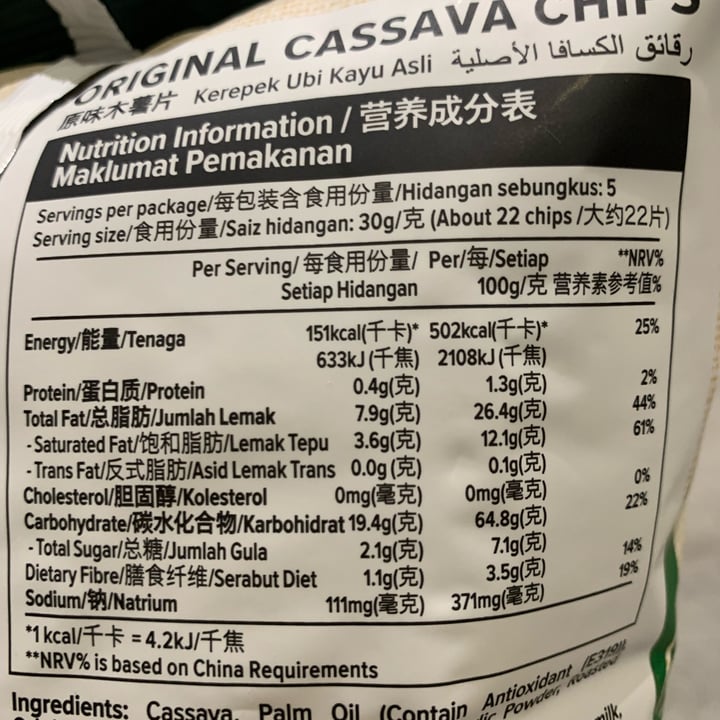 ORIGINAL CASSAVA CHIPS
原味木薯片 Kerepek Ubi Kayu Asli رقائق الكسافا الأصلية
Nutrition Information / 营养成分表
Maklumat Pemakanan
Servings per package/每包装含食用份量/Hidangan sebungkus: 5
Serving size/食用份量/Saiz hidangan: 30g/克 (About 22 chips /大约22片)
Per Serving/ 每食用份量/ Per/每/Setiap **NRV%
Setiap Hidangan 100g/克 营养素参考值%
Energy/能量/Tenaga 151kcal(千卡)* 502kcal(千卡)* 25%
633kJ (千焦) 2108kJ (千焦)
Protein/蛋白质/Protein 0.4g(克) 1.3g(克) 2%
Total Fat/总脂肪/Jumlah Lemak 7.9g(克) 26.4g(克) 44%
- Saturated Fat/饱和脂肪/Lemak Tepu 3.6g(克) 12.1g(克) 61%
- Trans Fat/反式脂肪/Asid Lemak Trans 0.0g (克) 0.1g(克)
Cholesterol/胆固醇/Kolesterol 0mg(毫克) 0mg(毫克) 0%
Carbohydrate/碳水化合物/Karbohidrat 19.4g(克) 64.8g(克) 22%
- Total Sugar/总糖/Jumlah Gula 2.1g(克) 7.1g(克)
Dietary Fibre/膳食纤维/Serabut Diet 1.1g(克) 3.5g(克) 14%
Sodium/钠/Natrium 111mg(毫克) 371mg(毫克) 19%
*1 kcal/千卡 = 4.2kJ/千焦
**NRV% is based on China Requirements
Ingredients: Cassava, Palm Oil (Contain Antioxidant (E319)),
Powder, Roasted
milk,